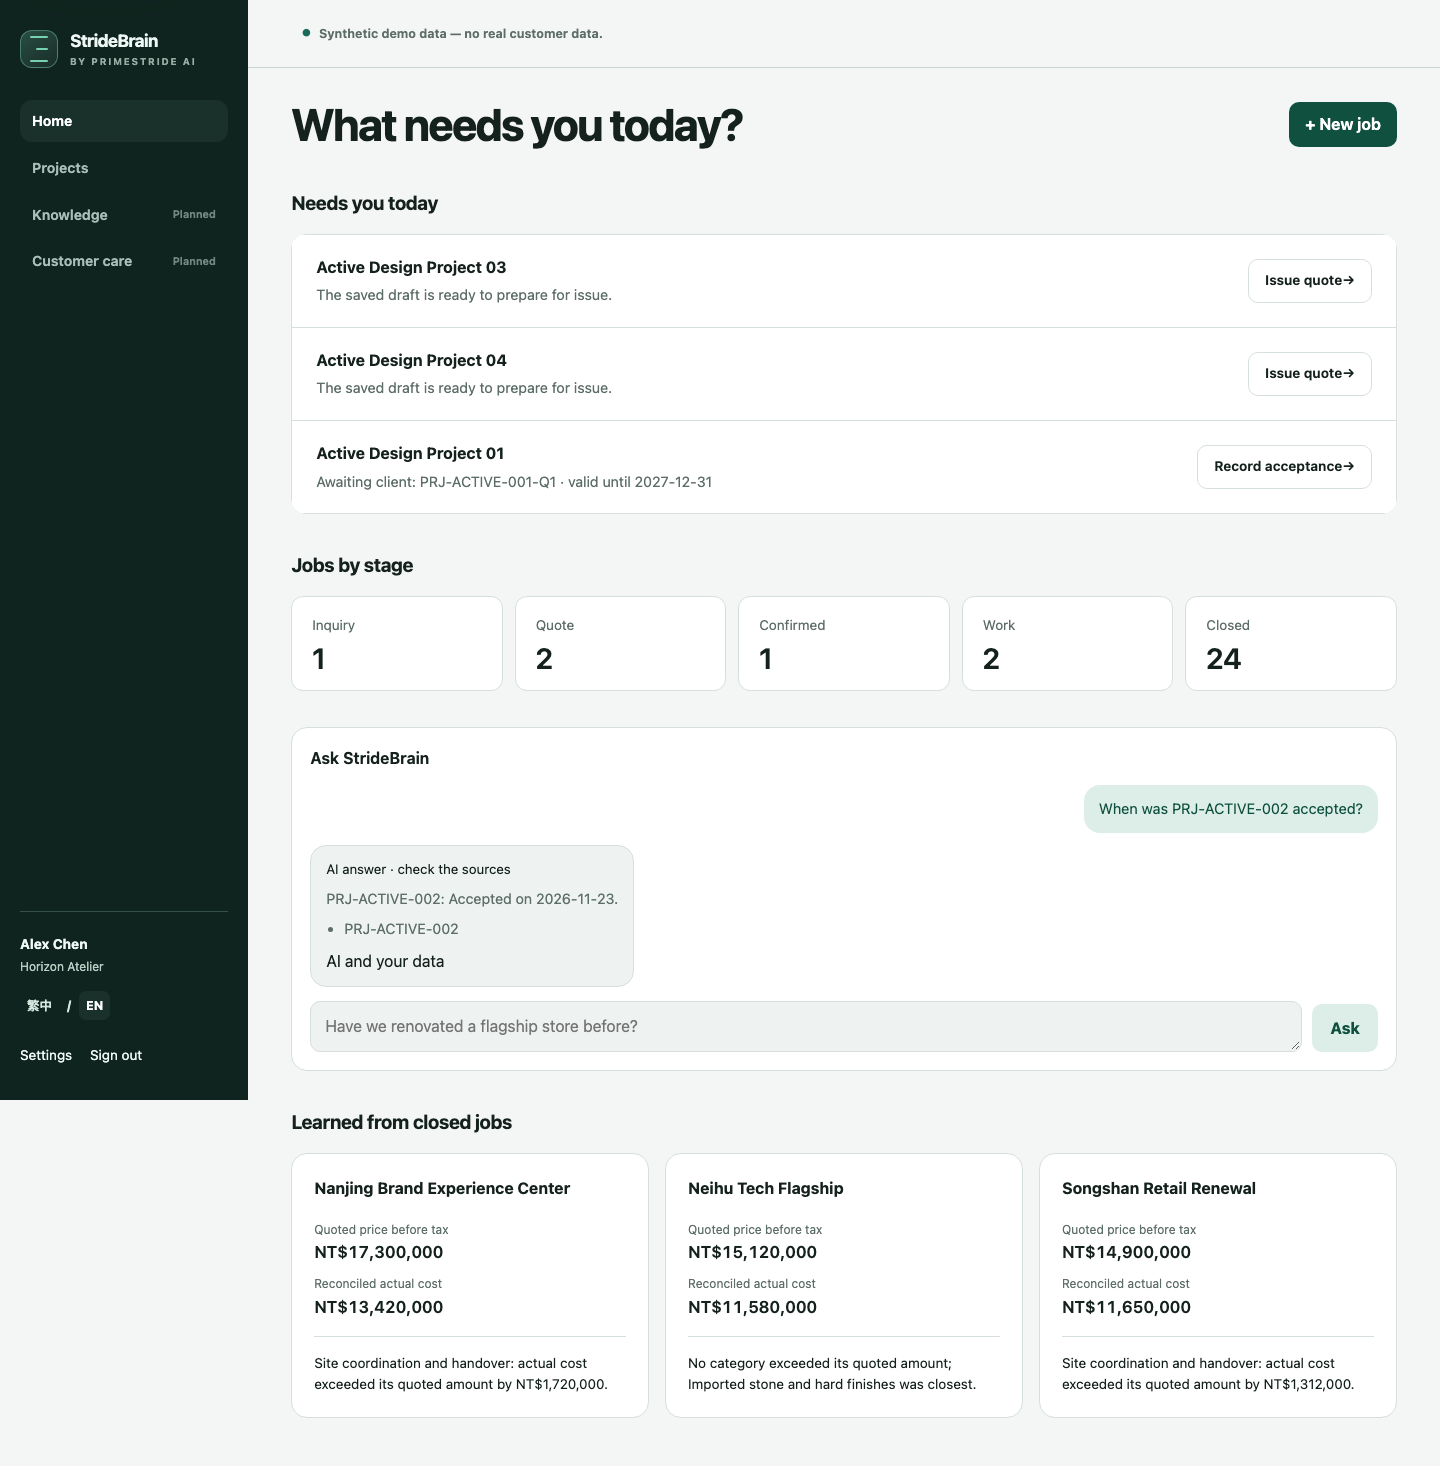 StrideBrain
BY PRIMESTRIDE AI
Home
Projects
Knowledge Planned
Customer care Planned
Alex Chen
Horizon Atelier
繁中 / EN
Settings Sign out
Synthetic demo data — no real customer data.
What needs you today?
+ New job
Needs you today
Active Design Project 03
The saved draft is ready to prepare for issue.
Issue quote→
Active Design Project 04
The saved draft is ready to prepare for issue.
Issue quote→
Active Design Project 01
Awaiting client: PRJ-ACTIVE-001-Q1 · valid until 2027-12-31
Record acceptance→
Jobs by stage
Inquiry
1
Quote
2
Confirmed
1
Work
2
Closed
24
Ask StrideBrain
When was PRJ-ACTIVE-002 accepted?
AI answer · check the sources
PRJ-ACTIVE-002: Accepted on 2026-11-23.
• PRJ-ACTIVE-002
AI and your data
Have we renovated a flagship store before?
Ask
Learned from closed jobs
Nanjing Brand Experience Center
Quoted price before tax
NT$17,300,000
Reconciled actual cost
NT$13,420,000
Site coordination and handover: actual cost
exceeded its quoted amount by NT$1,720,000.
Neihu Tech Flagship
Quoted price before tax
NT$15,120,000
Reconciled actual cost
NT$11,580,000
No category exceeded its quoted amount;
Imported stone and hard finishes was closest.
Songshan Retail Renewal
Quoted price before tax
NT$14,900,000
Reconciled actual cost
NT$11,650,000
Site coordination and handover: actual cost
exceeded its quoted amount by NT$1,312,000.